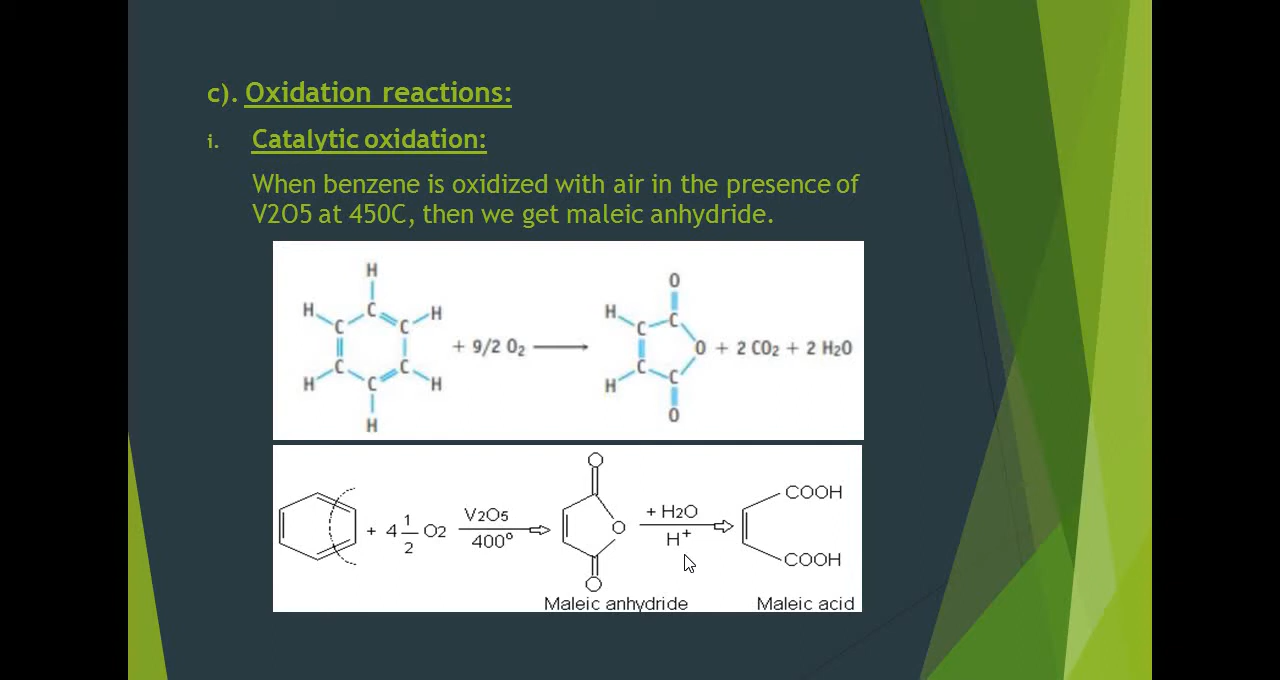 c). Oxidation reactions:
i. Catalytic oxidation:
When benzene is oxidized with air in the presence of
V2O5 at 450C, then we get maleic anhydride.
H
H C H
C C
+ 9/2 O2
C C
H C H
H
O
H C
C
O + 2 CO2 + 2 H2O
C
H C
O
+ 4 1/2 O2
V2O5
400°
O
O
O
Maleic anhydride
+ H2O
H+
COOH
COOH
Maleic acid